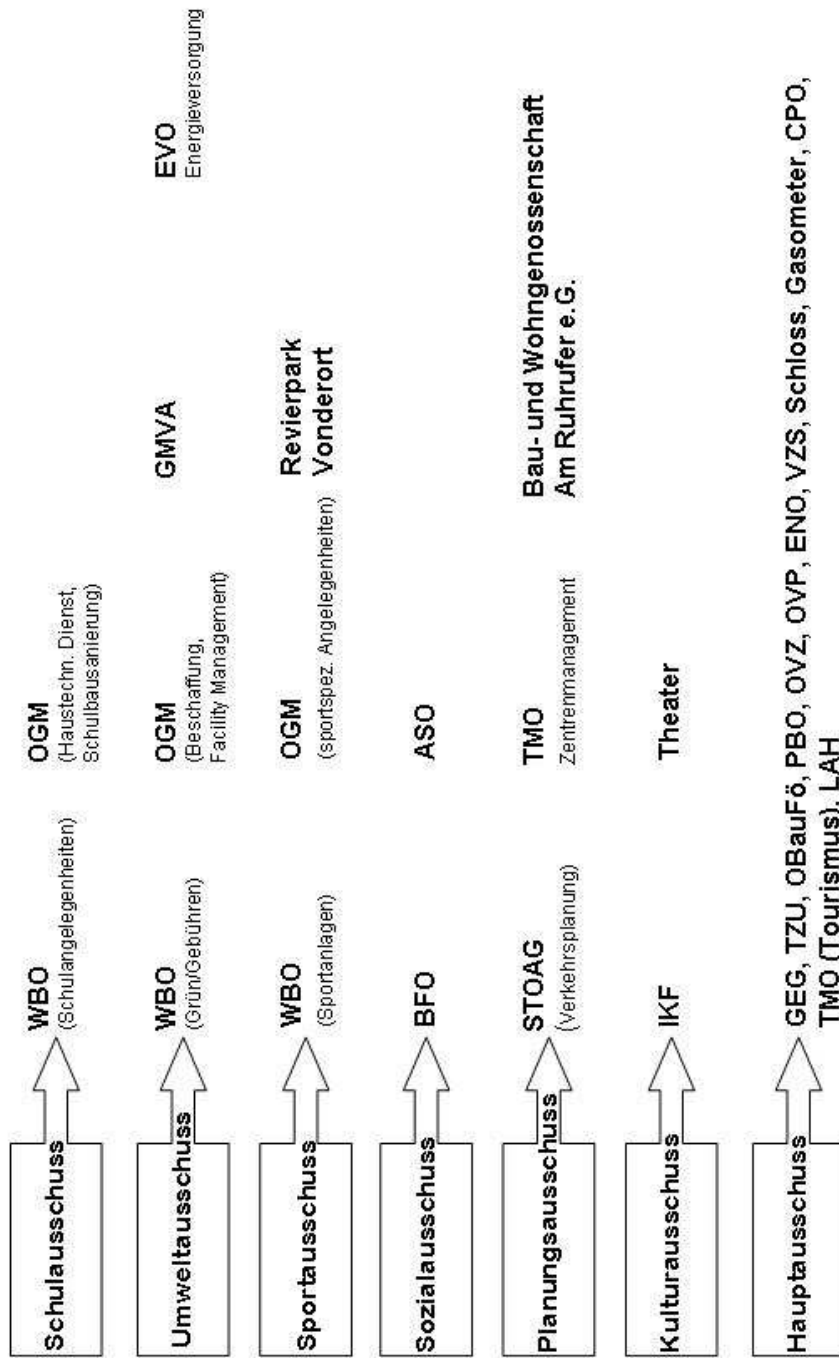 Schulausschuss
WBO
(Schulangelegenheiten)
OGM
(Haustechn. Dienst,
Schulbausanierung)
Umweltausschuss
WBO
(Grün/Gebühren)
OGM
(Beschaffung,
Facility Management)
GMVA
EVO
Energieversorgung
Sportausschuss
WBO
(Sportanlagen)
OGM
(sportspez. Angelegenheiten)
Revierpark
Vonderort
Sozialausschuss
BFO
ASO
Planungsausschuss
STOAG
(Verkehrsplanung)
TMO
Zentrenmanagement
Bau- und Wohngenossenschaft
Am Ruhrufer e.G.
Kulturausschuss
IKF
Theater
Hauptausschuss
GEG, TZU, OBauFö, PBO, OVZ, OVP, ENO, VZS, Schloss, Gasometer, CPO,
TMO (Tourismus), LAH